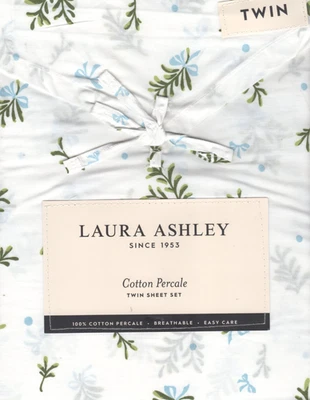 TWIN
LAURA ASHLEY
SINCE 1953
Cotton Percale
TWIN SHEET SET
100% COTTON PERCALE • BREATHABLE • EASY CARE